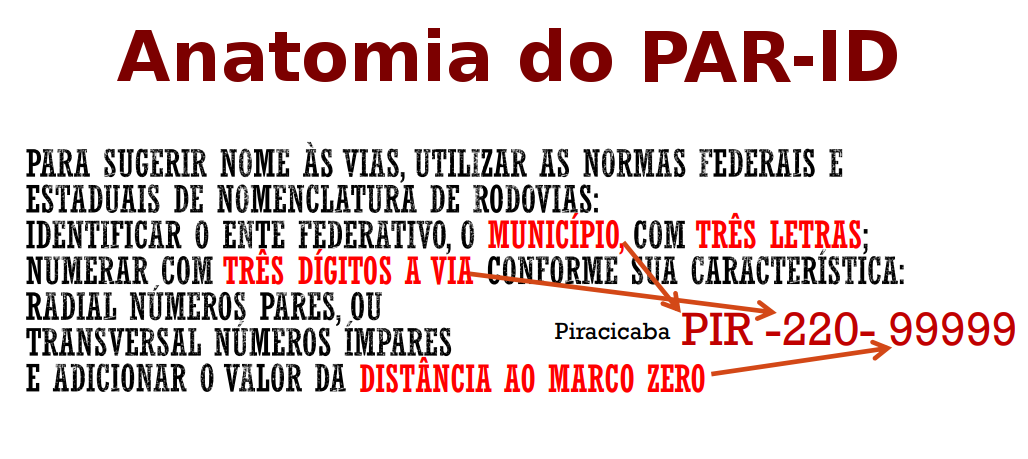 Anatomia do PAR-ID
PARA SUGERIR NOME ÀS VIAS, UTILIZAR AS NORMAS FEDERAIS E
ESTADUAIS DE NOMENCLATURA DE RODOVIAS:
IDENTIFICAR O ENTE FEDERATIVO, O MUNICÍPIO, COM TRÊS LETRAS;
NUMERAR COM TRÊS DÍGITOS A VIA CONFORME SUA CARACTERÍSTICA:
RADIAL NÚMEROS PARES, OU
TRANSVERSAL NÚMEROS ÍMPARES
Piracicaba PIR -220- 99999
E ADICIONAR O VALOR DA DISTÂNCIA AO MARCO ZERO